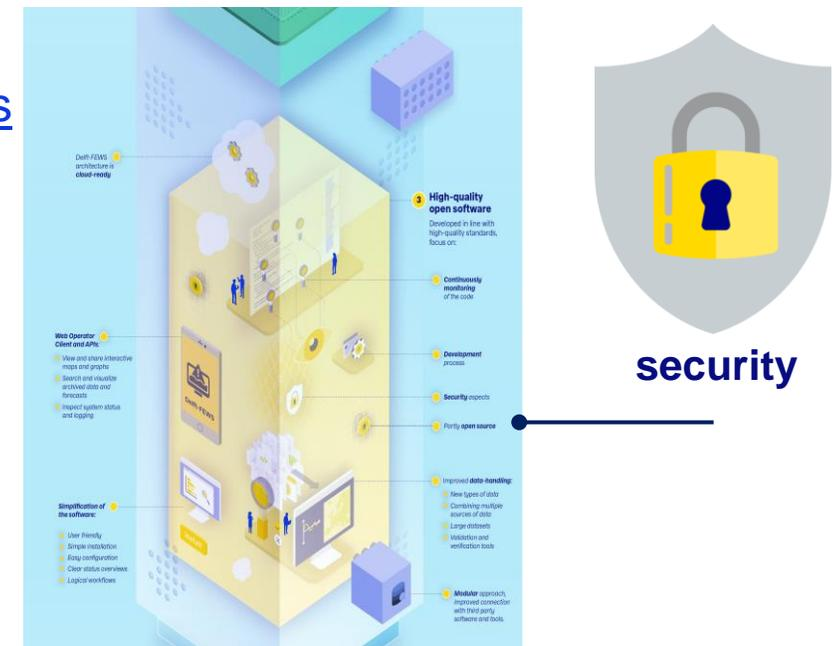 s
Delft-FEWS
architecture is
cloud-ready
3 High-quality
open software
Developed in line with
high-quality standards,
focus on:
Continuously
monitoring
of the code
Web Operator
Client and APIs:
View and share interactive
maps and graphs
Search and visualize
archived data and
forecasts
Inspect system status
and logging
Delft-FEWS
Development
process
Security aspects
Partly open source
Simplification of
the software:
User friendly
Simple installation
Easy configuration
Clear status overviews
Logical workflows
Improved data-handling:
New types of data
Combining multiple
sources of data
Large datasets
Validation and
verification tools
Modular approach,
improved connection
with third party
software and tools.
security